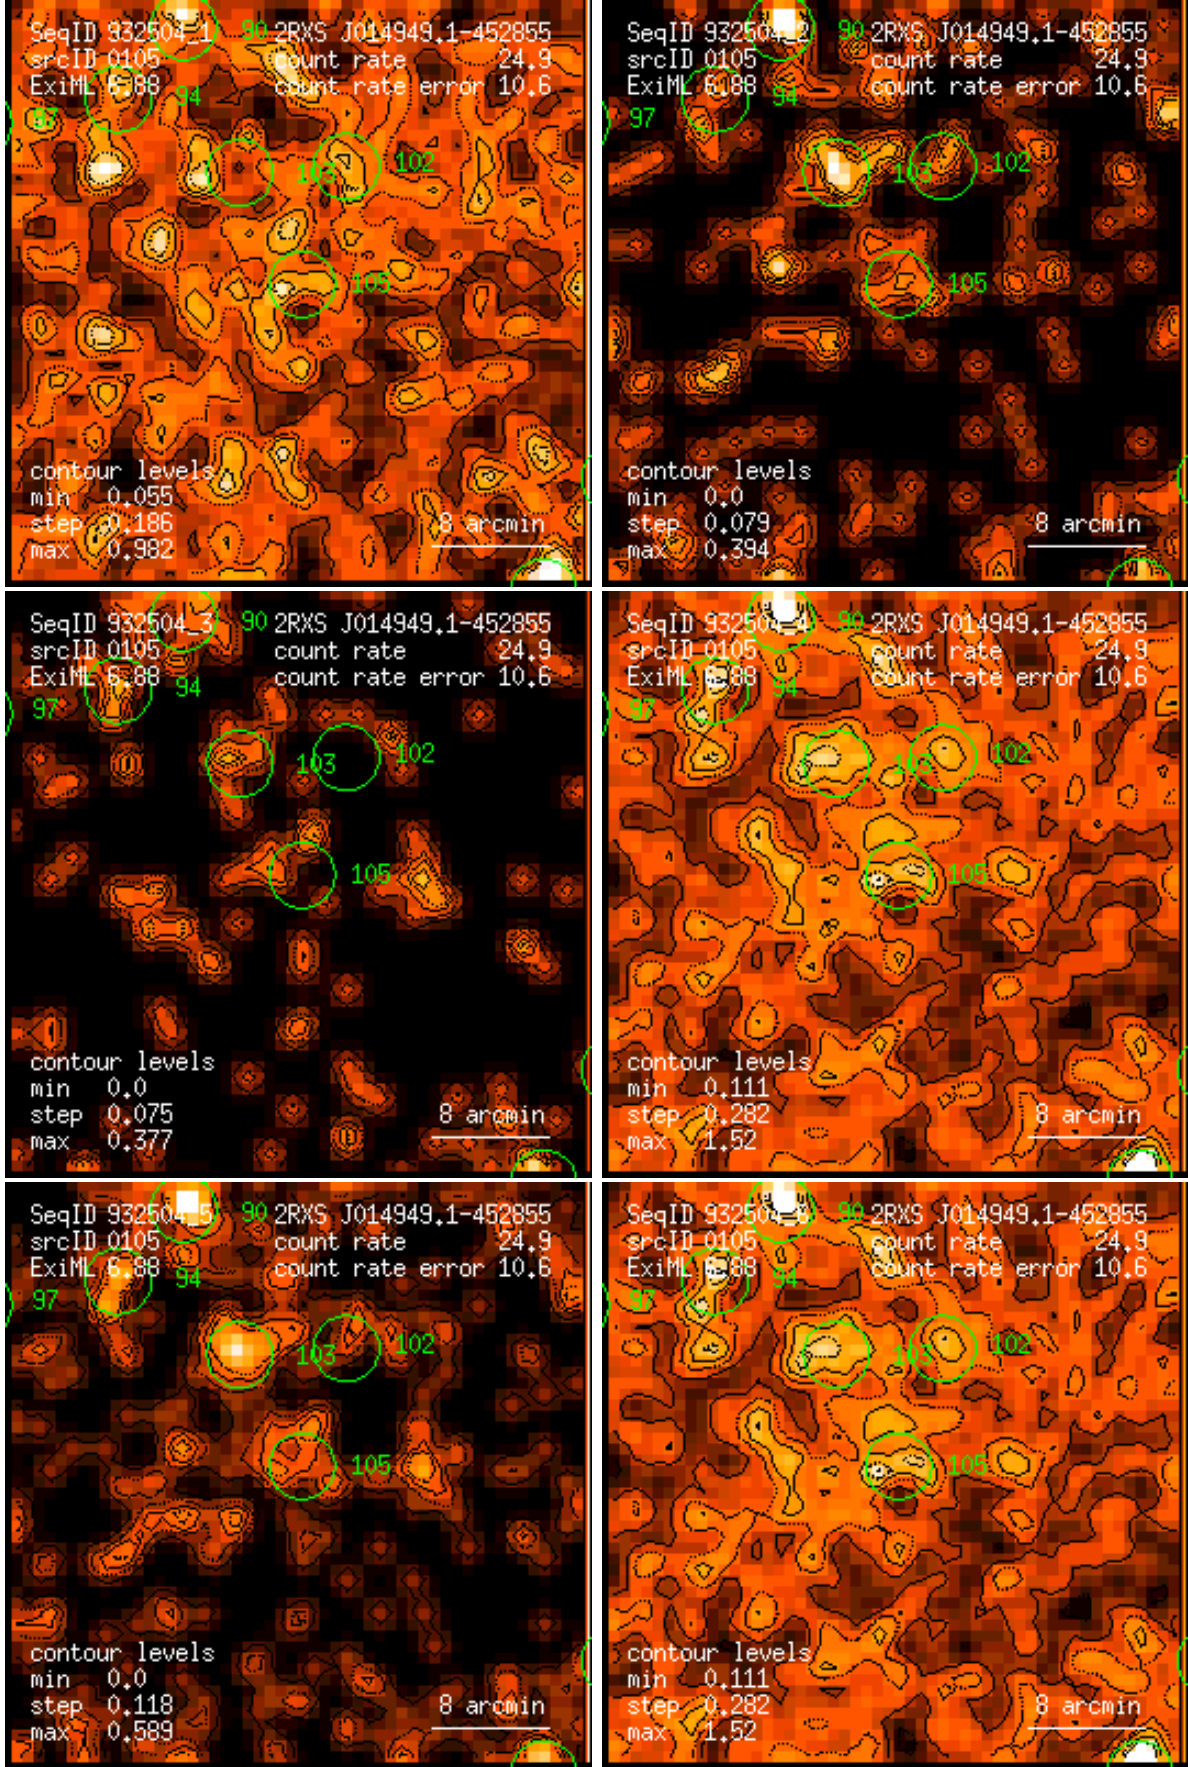 SeqID 932504_1 90 2RXS J014949.1-452855
srcID 0105 count rate 24.9
ExiML 6.88 94 count rate error 10.6
97
103 102
105
contour levels
min 0.055
step 0.186
max 0.982
8 arcmin
SeqID 932504_2 90 2RXS J014949.1-452855
srcID 0105 count rate 24.9
ExiML 6.88 94 count rate error 10.6
97
103 102
105
contour levels
min 0.0
step 0.079
max 0.394
8 arcmin
SeqID 932504_3 90 2RXS J014949.1-452855
srcID 0105 count rate 24.9
ExiML 6.88 94 count rate error 10.6
97
103 102
105
contour levels
min 0.0
step 0.075
max 0.377
8 arcmin
SeqID 932504_4 90 2RXS J014949.1-452855
srcID 0105 count rate 24.9
ExiML 6.88 94 count rate error 10.6
97
103 102
105
contour levels
min 0.111
step 0.282
max 1.52
8 arcmin
SeqID 932504_5 90 2RXS J014949.1-452855
srcID 0105 count rate 24.9
ExiML 6.88 94 count rate error 10.6
97
103 102
105
contour levels
min 0.0
step 0.118
max 0.589
8 arcmin
SeqID 932504_6 90 2RXS J014949.1-452855
srcID 0105 count rate 24.9
ExiML 6.88 94 count rate error 10.6
97
103 102
105
contour levels
min 0.111
step 0.282
max 1.52
8 arcmin